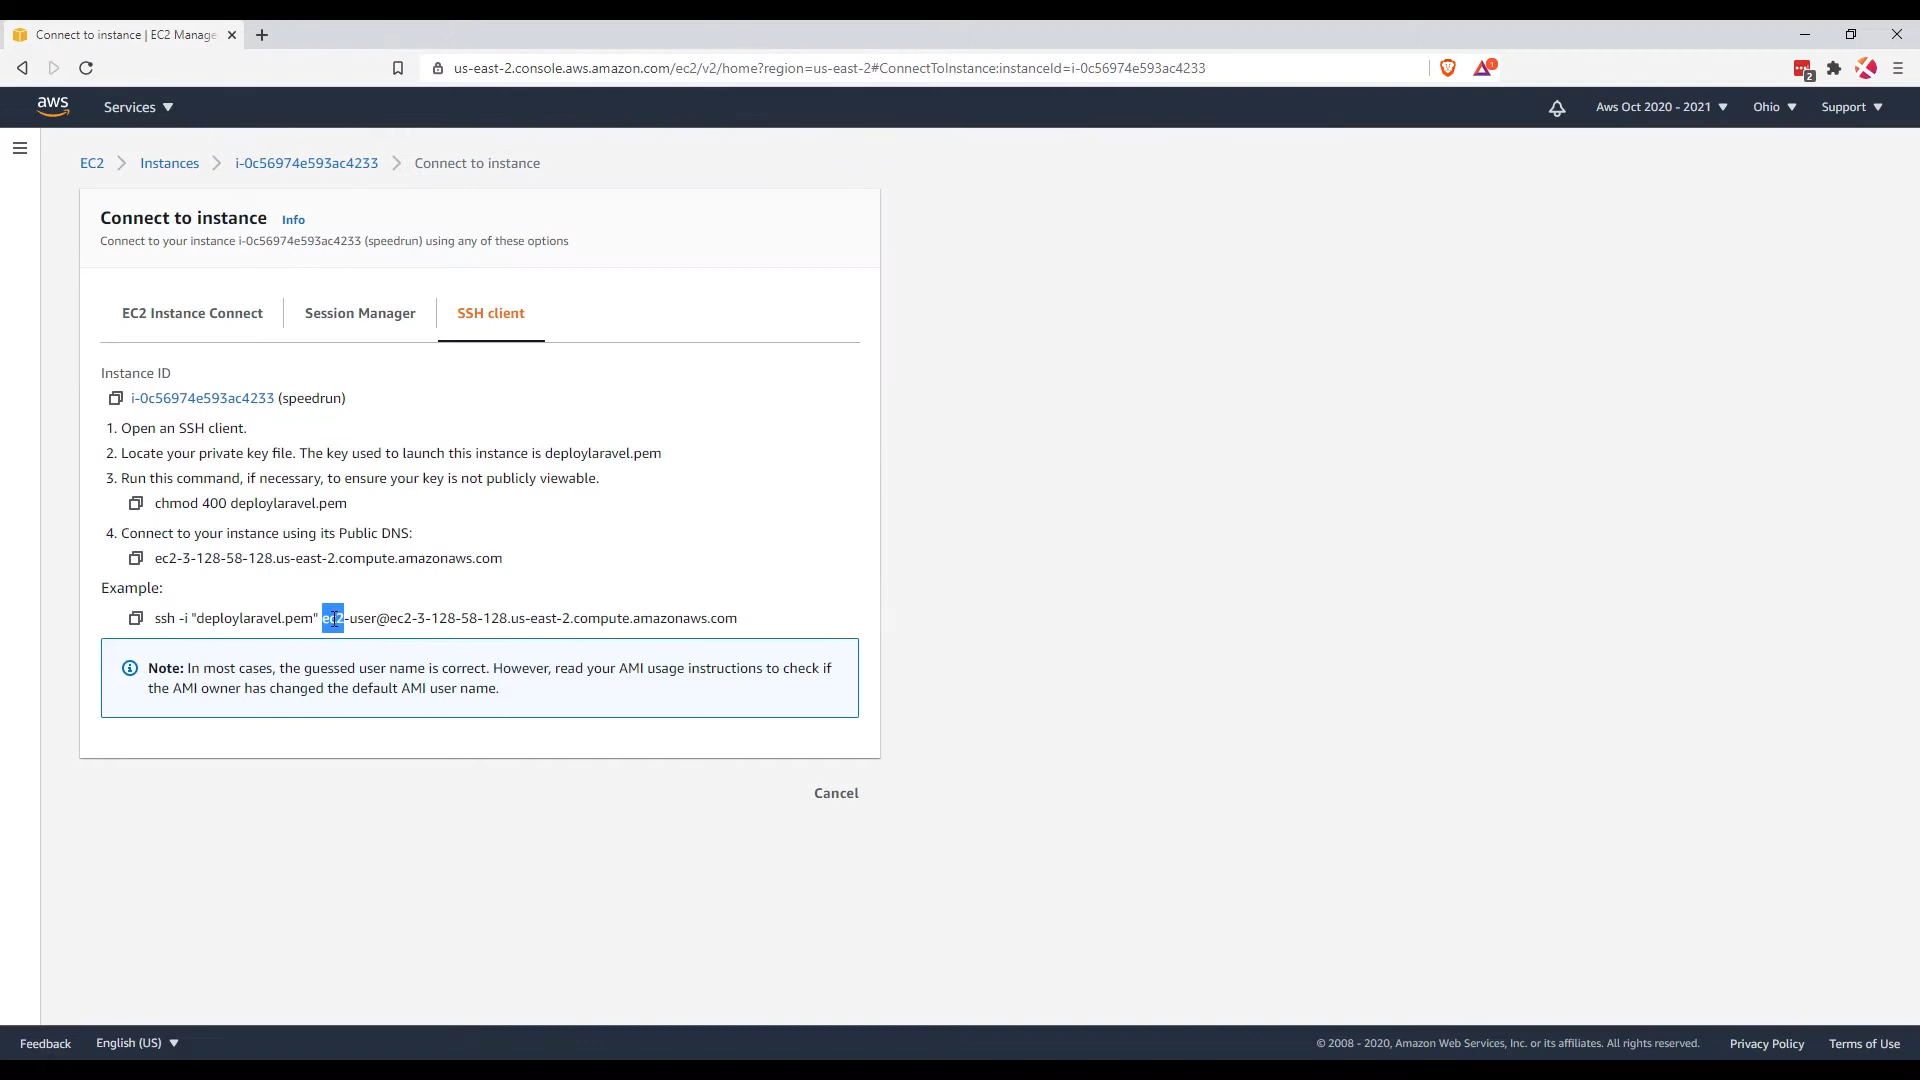 Connect to instance | EC2 Manage
us-east-2.console.aws.amazon.com/ec2/v2/home?region=us-east-2#ConnectToInstance:instanceId=i-0c56974e593ac4233
1
2
aws
Services
Aws Oct 2020 - 2021
Ohio
Support
EC2 Instances i-0c56974e593ac4233 Connect to instance
Connect to instance Info
Connect to your instance i-0c56974e593ac4233 (speedrun) using any of these options
EC2 Instance Connect
Session Manager
SSH client
Instance ID
i-0c56974e593ac4233 (speedrun)
1. Open an SSH client.
2. Locate your private key file. The key used to launch this instance is deploylaravel.pem
3. Run this command, if necessary, to ensure your key is not publicly viewable.
chmod 400 deploylaravel.pem
4. Connect to your instance using its Public DNS:
ec2-3-128-58-128.us-east-2.compute.amazonaws.com
Example:
ssh -i "deploylaravel.pem" ec2-user@ec2-3-128-58-128.us-east-2.compute.amazonaws.com
Note: In most cases, the guessed user name is correct. However, read your AMI usage instructions to check if
the AMI owner has changed the default AMI user name.
Cancel
Feedback
English (US)
© 2008 - 2020, Amazon Web Services, Inc. or its affiliates. All rights reserved.
Privacy Policy
Terms of Use